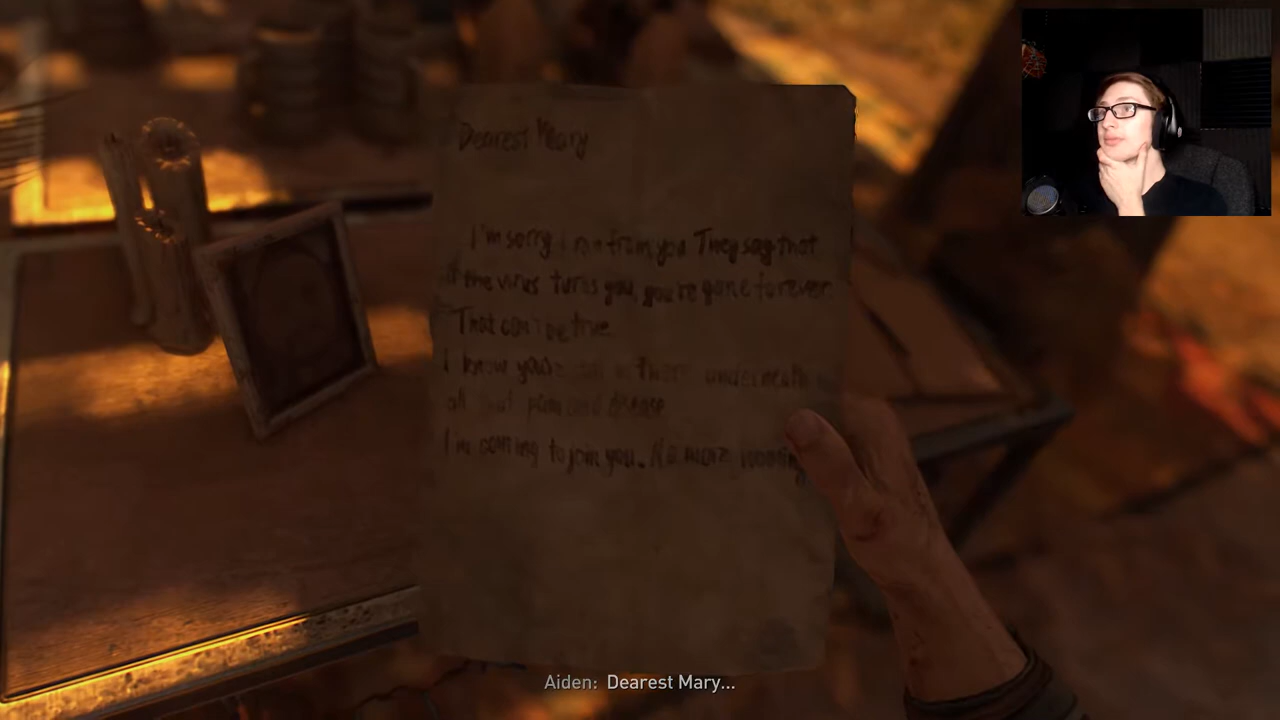 Dearest Mary
I'm sorry I ran from you They say that
if the virus turns you, you're gone forever.
That can't be true.
I know you're still in there underneath
all that pain and disease
I'm coming to join you. No more running
Aiden: Dearest Mary...